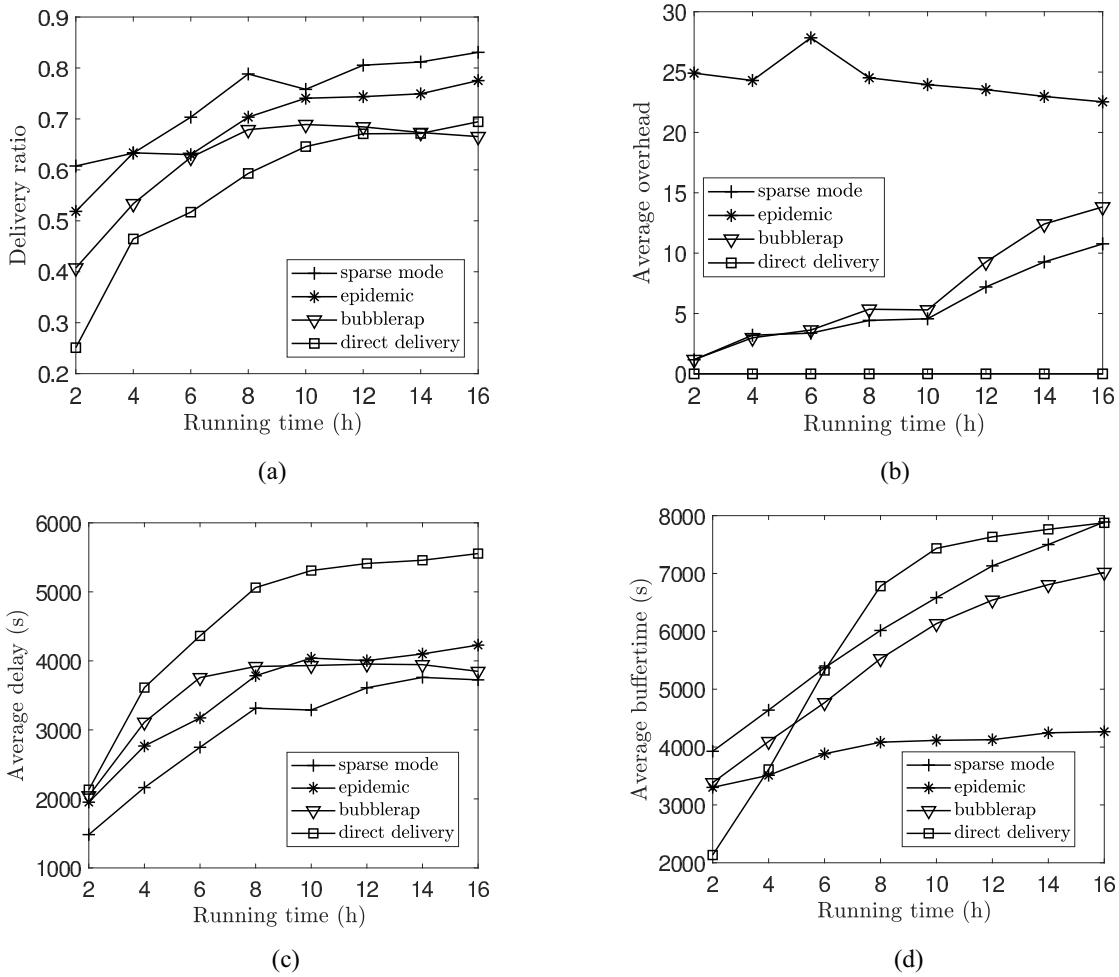 0.9
0.8
0.7
0.6
0.5
0.4
0.3
0.2
Delivery ratio
sparse mode
epidemic
bubblerap
direct delivery
2 4 6 8 10 12 14 16
Running time (h)
(a)
30
25
20
15
10
5
0
Average overhead
sparse mode
epidemic
bubblerap
direct delivery
2 4 6 8 10 12 14 16
Running time (h)
(b)
6000
5000
4000
3000
2000
1000
Average delay (s)
sparse mode
epidemic
bubblerap
direct delivery
2 4 6 8 10 12 14 16
Running time (h)
(c)
8000
7000
6000
5000
4000
3000
2000
Average buffertime (s)
sparse mode
epidemic
bubblerap
direct delivery
2 4 6 8 10 12 14 16
Running time (h)
(d)